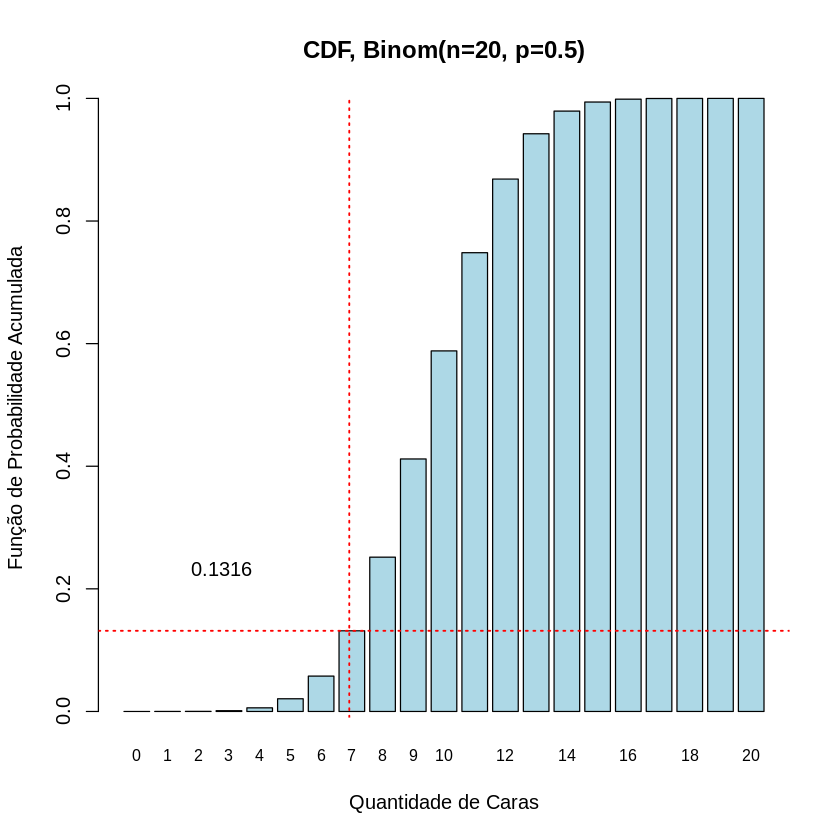 CDF, Binom(n=20, p=0.5)
Função de Probabilidade Acumulada
1.0
0.8
0.6
0.4
0.2
0.0
0.1316
0 1 2 3 4 5 6 7 8 9 10 12 14 16 18 20
Quantidade de Caras